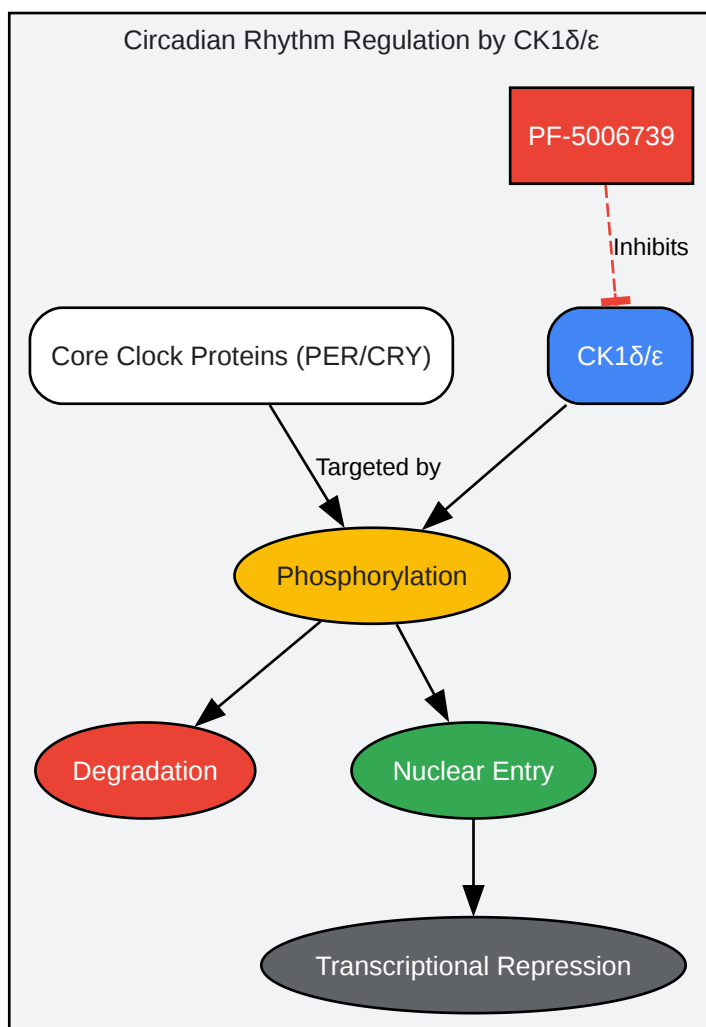 Circadian Rhythm Regulation by CK1δ/ε
PF-5006739
Inhibits
Core Clock Proteins (PER/CRY)
CK1δ/ε
Targeted by
Phosphorylation
Degradation
Nuclear Entry
Transcriptional Repression